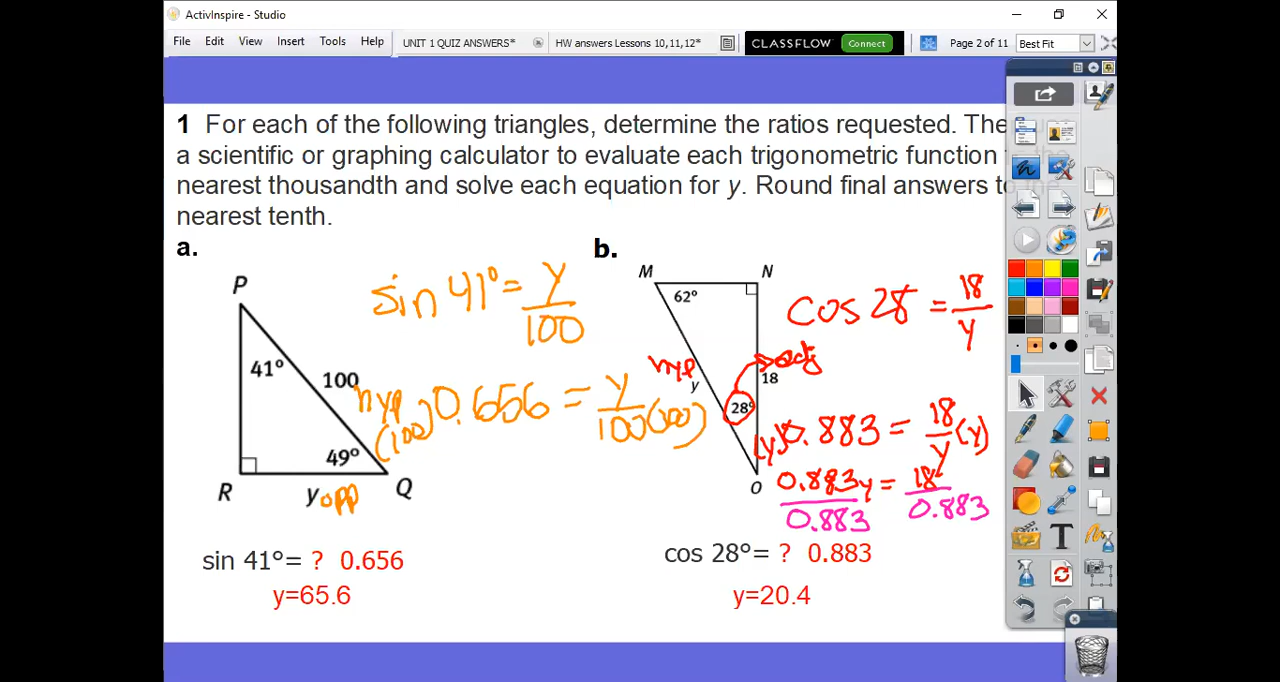 ActivInspire - Studio
File Edit View Insert Tools Help UNIT 1 QUIZ ANSWERS* HW answers Lessons 10,11,12* CLASSFLOW Connect Page 2 of 11 Best Fit
1 For each of the following triangles, determine the ratios requested. The
a scientific or graphing calculator to evaluate each trigonometric function to the
nearest thousandth and solve each equation for y. Round final answers to the
nearest tenth.
a.
sin 41° = y/100
P
41°
100
hyp
(100) 0.656 = y/100 (100)
49°
R
y opp
Q
sin 41°= ? 0.656
y=65.6
b.
M
N
62°
cos 28 = 18/y
hyp
adj
y
18
28°
(y) 0.883 = 18/y (y)
0.883y = 18
0.883 0.883
O
cos 28°= ? 0.883
y=20.4
T